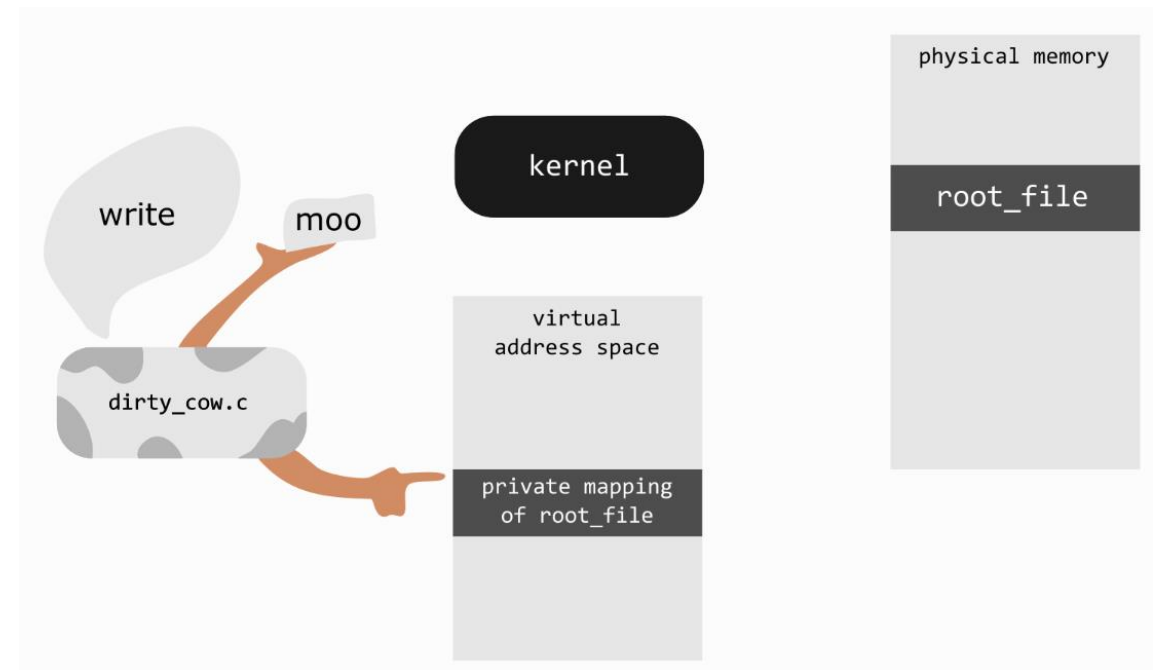 physical memory
kernel
root_file
write
moo
virtual
address space
dirty_cow.c
private mapping
of root_file